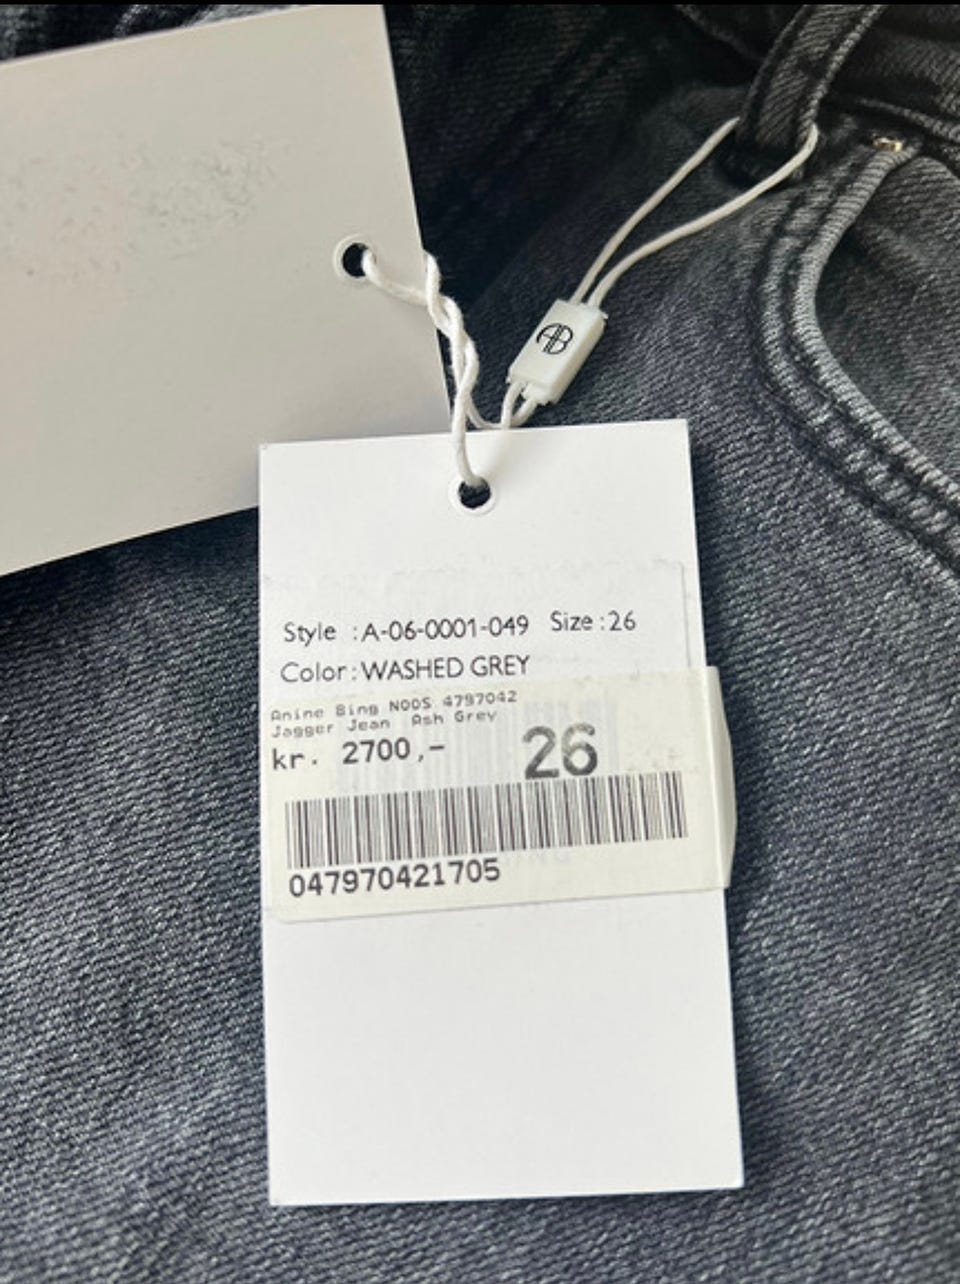 AB
Style : A-06-0001-049 Size : 26
Color : WASHED GREY
Anine Bing NOOS 4797042
Jagger Jean Ash Grey
kr. 2700,- 26
047970421705